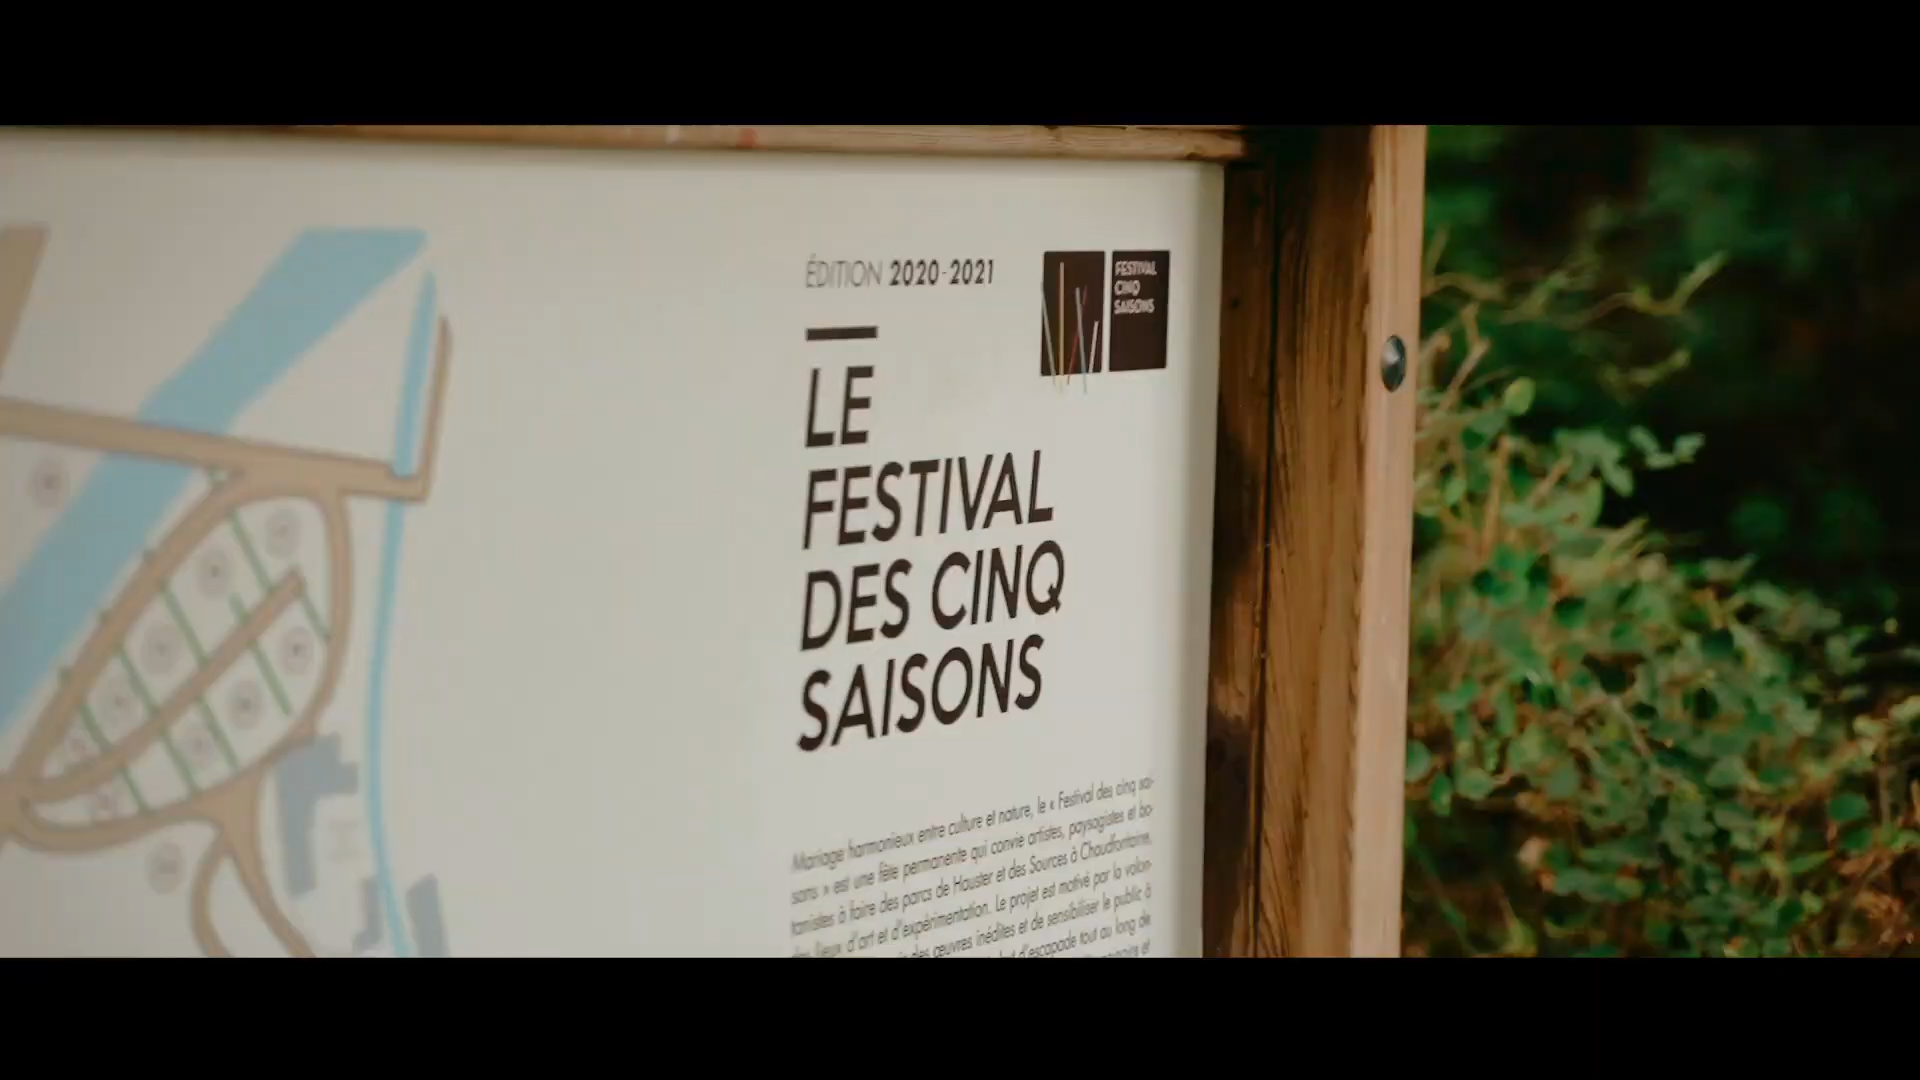 ÉDITION 2020-2021
FESTIVAL
CINQ
SAISONS
LE
FESTIVAL
DES CINQ
SAISONS
Mariage harmonieux entre culture et nature, le « Festival des cinq sai-
sons » est une fête permanente qui convie artistes, paysagistes et bo-
tanistes à faire des parcs de Hauster et des Sources à Chaudfontaine,
des lieux d'art et d'expérimentation. Le projet est motivé par la volon-
des œuvres inédites et de sensibiliser le public à
d'escapade tout au long de
et